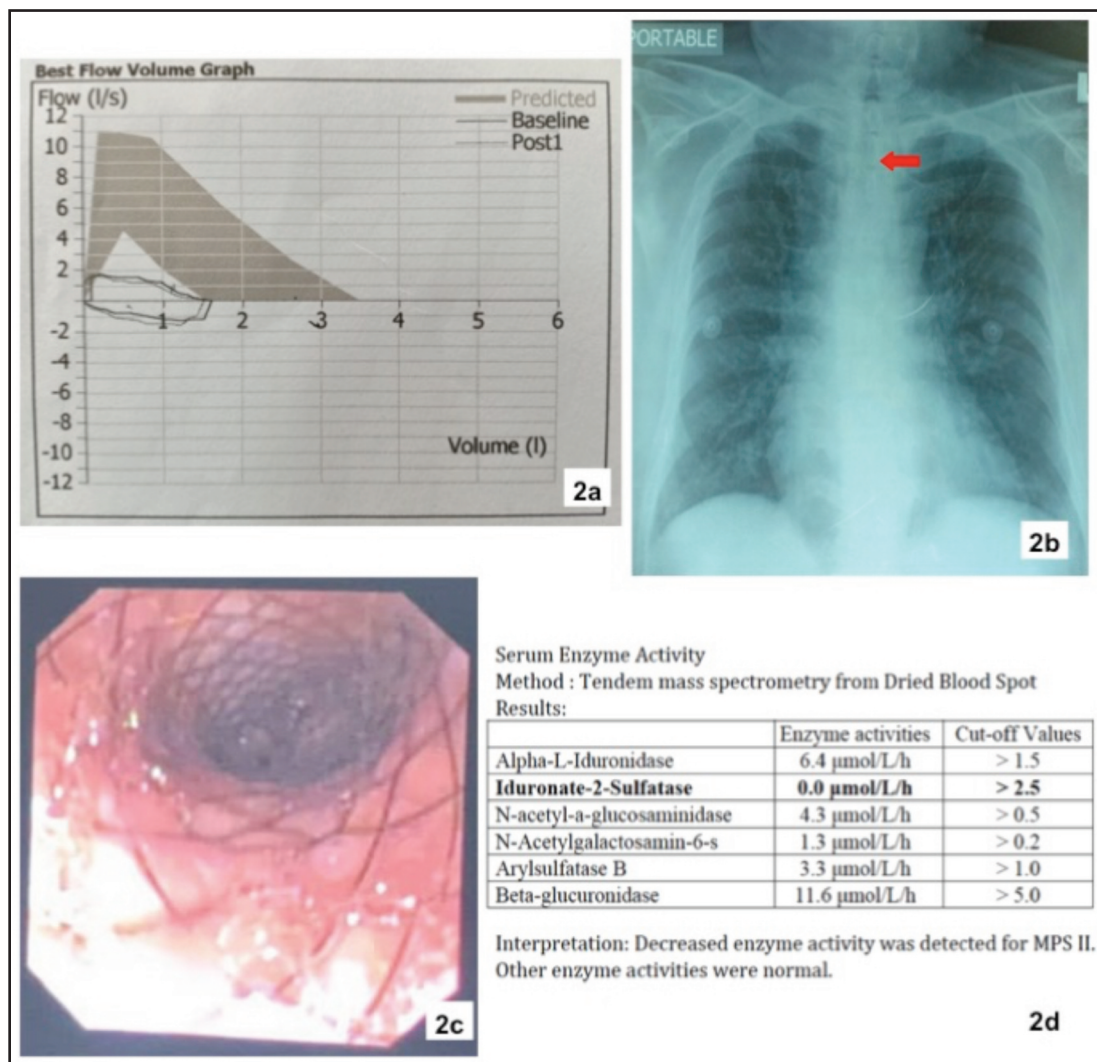 Best Flow Volume Graph
Flow (l/s)
Predicted
Baseline
Post1
12
10
8
6
4
2
1 2 3 4 5 6
-2
-4
-6
-8
-10
-12
Volume (l)
2a
PORTABLE
2b
2c
Serum Enzyme Activity
Method : Tendem mass spectrometry from Dried Blood Spot
Results:
Enzyme activities Cut-off Values
Alpha-L-Iduronidase 6.4 µmol/L/h > 1.5
Iduronate-2-Sulfatase 0.0 µmol/L/h > 2.5
N-acetyl-a-glucosaminidase 4.3 µmol/L/h > 0.5
N-Acetylgalactosamin-6-s 1.3 µmol/L/h > 0.2
Arylsulfatase B 3.3 µmol/L/h > 1.0
Beta-glucuronidase 11.6 µmol/L/h > 5.0
Interpretation: Decreased enzyme activity was detected for MPS II.
Other enzyme activities were normal.
2d